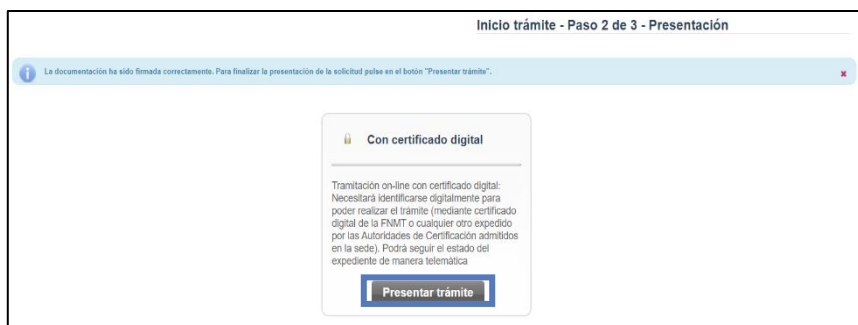 Inicio trámite - Paso 2 de 3 - Presentación
La documentación ha sido firmada correctamente. Para finalizar la presentación de la solicitud pulse en el botón "Presentar trámite".
Con certificado digital
Tramitación on-line con certificado digital:
Necesitará identificarse digitalmente para
poder realizar el trámite (mediante certificado
digital de la FNMT o cualquier otro expedido
por las Autoridades de Certificación admitidos
en la sede). Podrá seguir el estado del
expediente de manera telemática
Presentar trámite